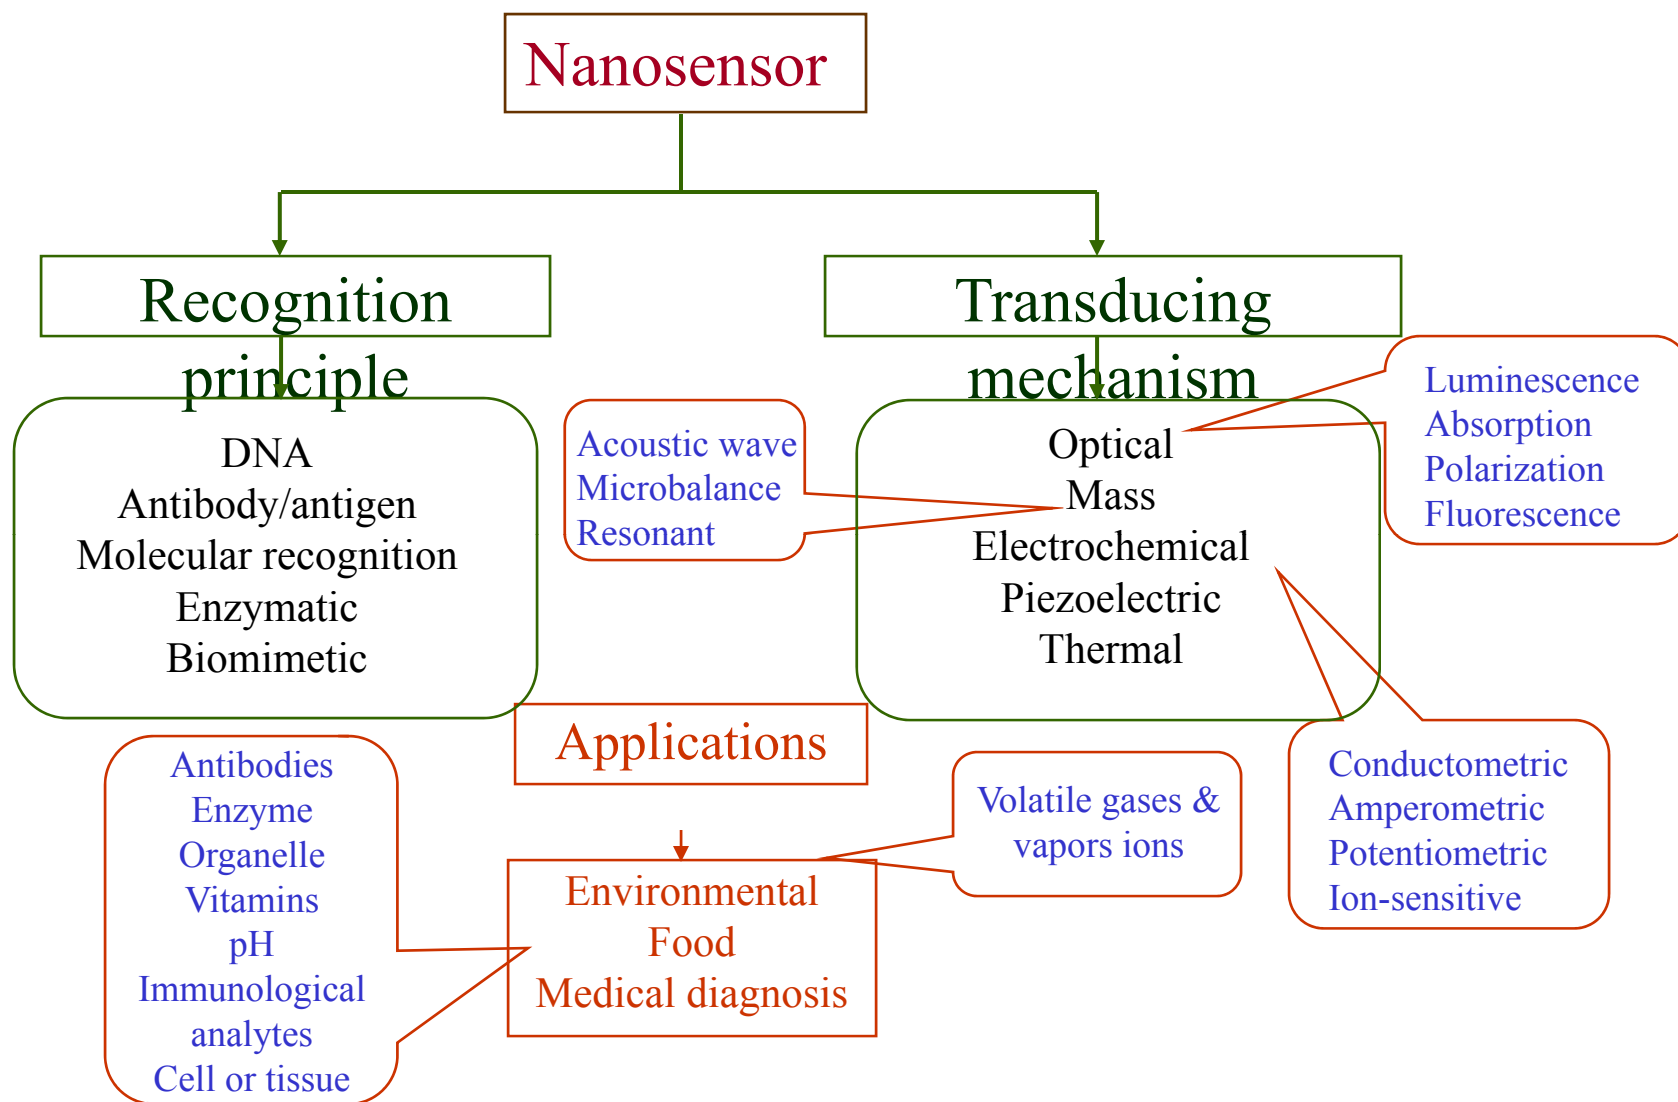 Nanosensor
Recognition
principle
Transducing
mechanism
DNA
Antibody/antigen
Molecular recognition
Enzymatic
Biomimetic
Acoustic wave
Microbalance
Resonant
Optical
Mass
Electrochemical
Piezoelectric
Thermal
Luminescence
Absorption
Polarization
Fluorescence
Applications
Antibodies
Enzyme
Organelle
Vitamins
pH
Immunological
analytes
Cell or tissue
Environmental
Food
Medical diagnosis
Volatile gases &
vapors ions
Conductometric
Amperometric
Potentiometric
Ion-sensitive